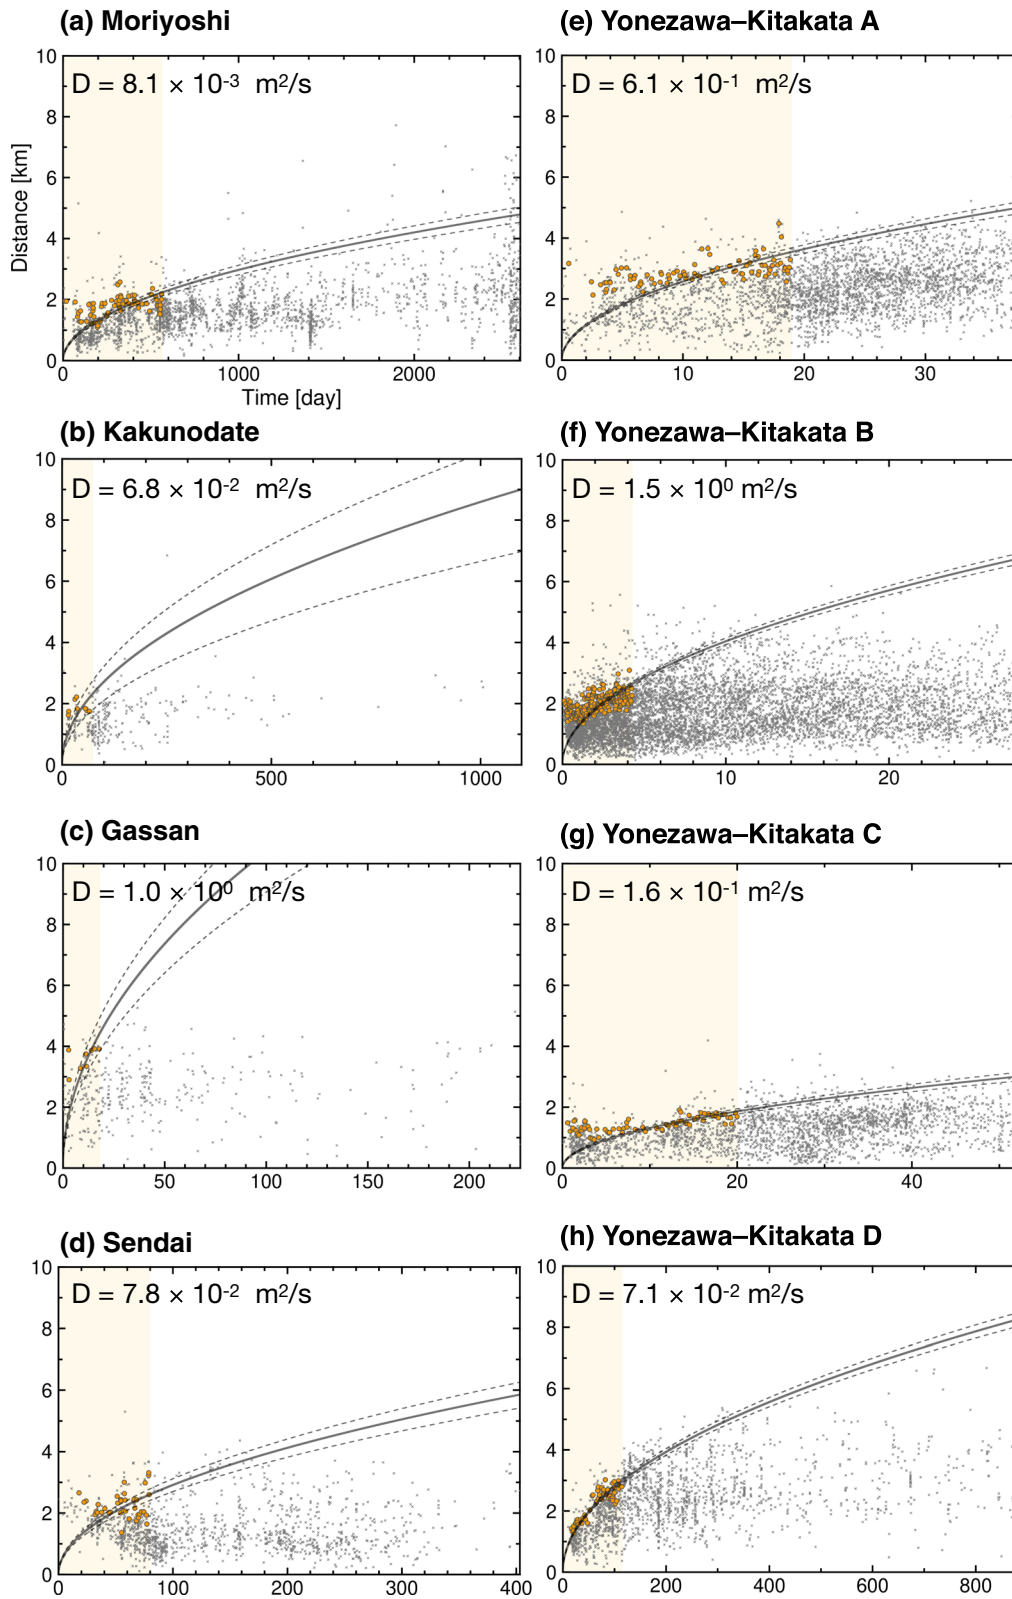 (a) Moriyoshi
D = 8.1 × 10-3 m2/s
10
8
6
4
2
0
Distance [km]
0 1000 2000
Time [day]
(b) Kakunodate
D = 6.8 × 10-2 m2/s
10
8
6
4
2
0
0 500 1000
(c) Gassan
D = 1.0 × 100 m2/s
10
8
6
4
2
0
0 50 100 150 200
(d) Sendai
D = 7.8 × 10-2 m2/s
10
8
6
4
2
0
0 100 200 300 400
(e) Yonezawa–Kitakata A
D = 6.1 × 10-1 m2/s
10
8
6
4
2
0
0 10 20 30
(f) Yonezawa–Kitakata B
D = 1.5 × 100 m2/s
10
8
6
4
2
0
0 10 20
(g) Yonezawa–Kitakata C
D = 1.6 × 10-1 m2/s
10
8
6
4
2
0
0 20 40
(h) Yonezawa–Kitakata D
D = 7.1 × 10-2 m2/s
10
8
6
4
2
0
0 200 400 600 800